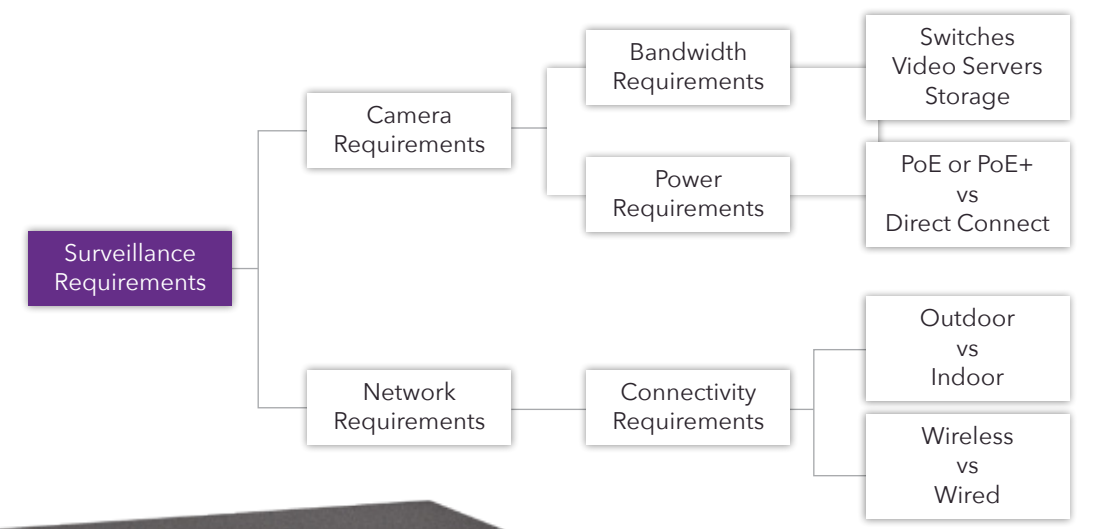 Surveillance
Requirements
Camera
Requirements
Bandwidth
Requirements
Switches
Video Servers
Storage
Power
Requirements
PoE or PoE+
vs
Direct Connect
Network
Requirements
Connectivity
Requirements
Outdoor
vs
Indoor
Wireless
vs
Wired